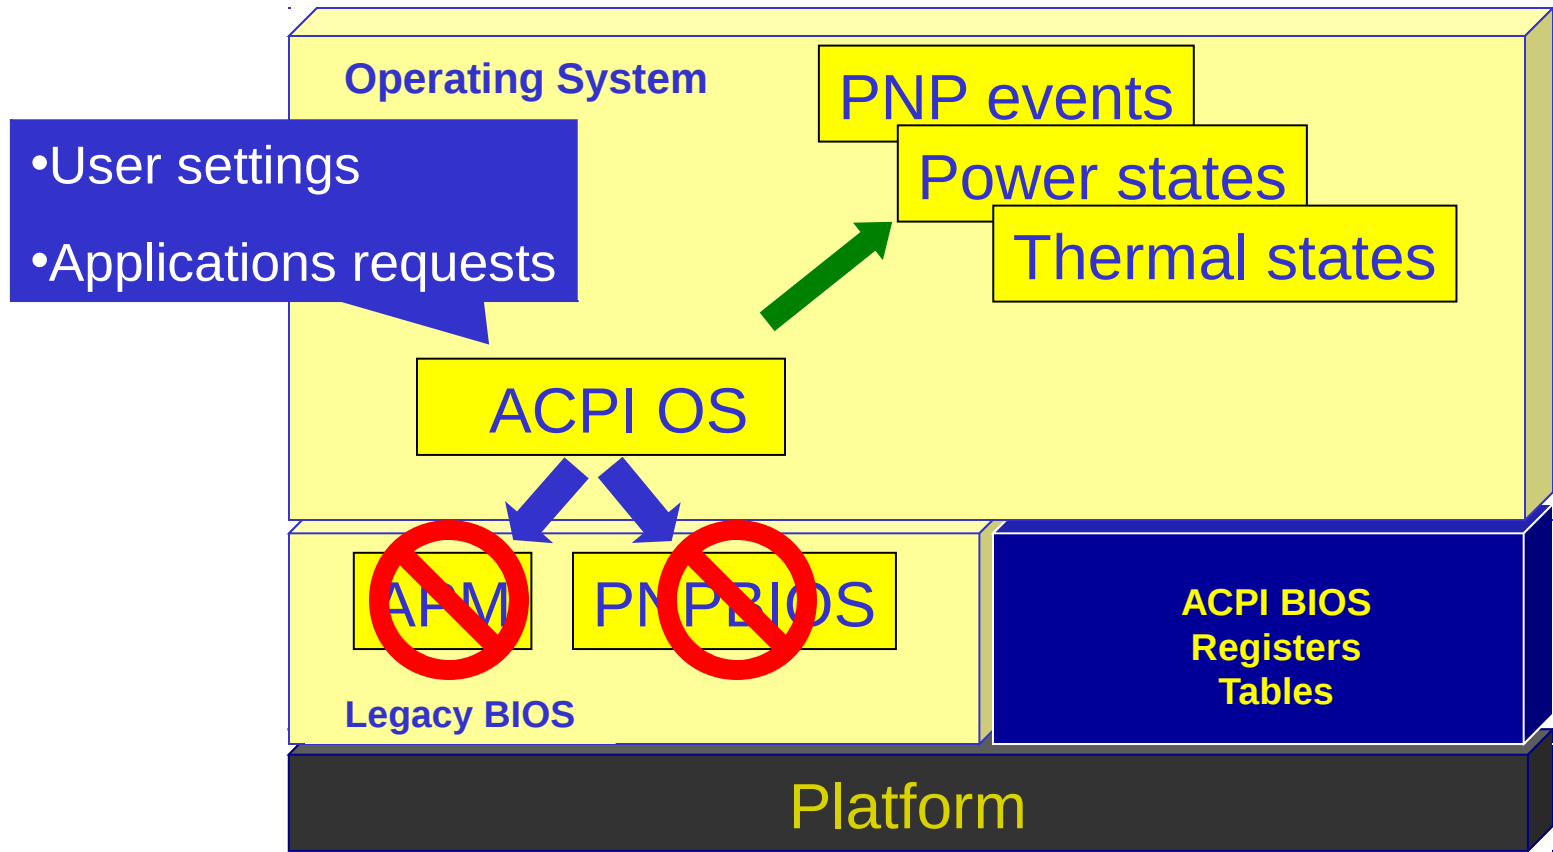 Operating System
PNP events
Power states
Thermal states
•User settings
•Applications requests
ACPI OS
APM
PNPBIOS
Legacy BIOS
ACPI BIOS
Registers
Tables
Platform